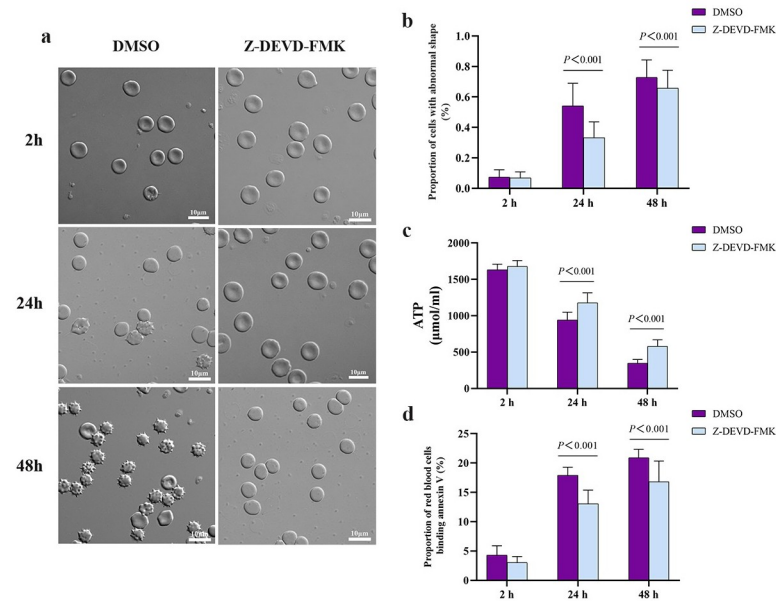 a
DMSO
Z-DEVD-FMK
2h
10μm
10μm
24h
10μm
10μm
48h
10μm
10μm
b
DMSO
Z-DEVD-FMK
Proportion of cells with abnormal shape
(%)
1.0
0.8
0.6
0.4
0.2
0.0
P<0.001
P<0.001
2 h
24 h
48 h
c
DMSO
Z-DEVD-FMK
ATP
(μmol/ml)
2000
1500
1000
500
0
P<0.001
P<0.001
2 h
24 h
48 h
d
DMSO
Z-DEVD-FMK
Proportion of red blood cells
binding annexin V (%)
25
20
15
10
5
0
P<0.001
P<0.001
2 h
24 h
48 h